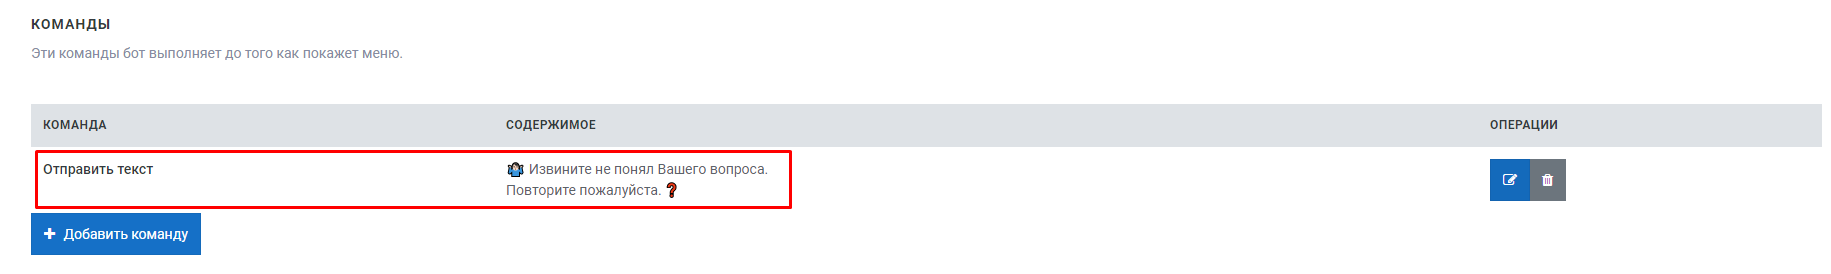 КОМАНДЫ
Эти команды бот выполняет до того как покажет меню.
КОМАНДА СОДЕРЖИМОЕ ОПЕРАЦИИ
Отправить текст 🤷🏻‍♂️ Извините не понял Вашего вопроса.
Повторите пожалуйста. ❓
+ Добавить команду